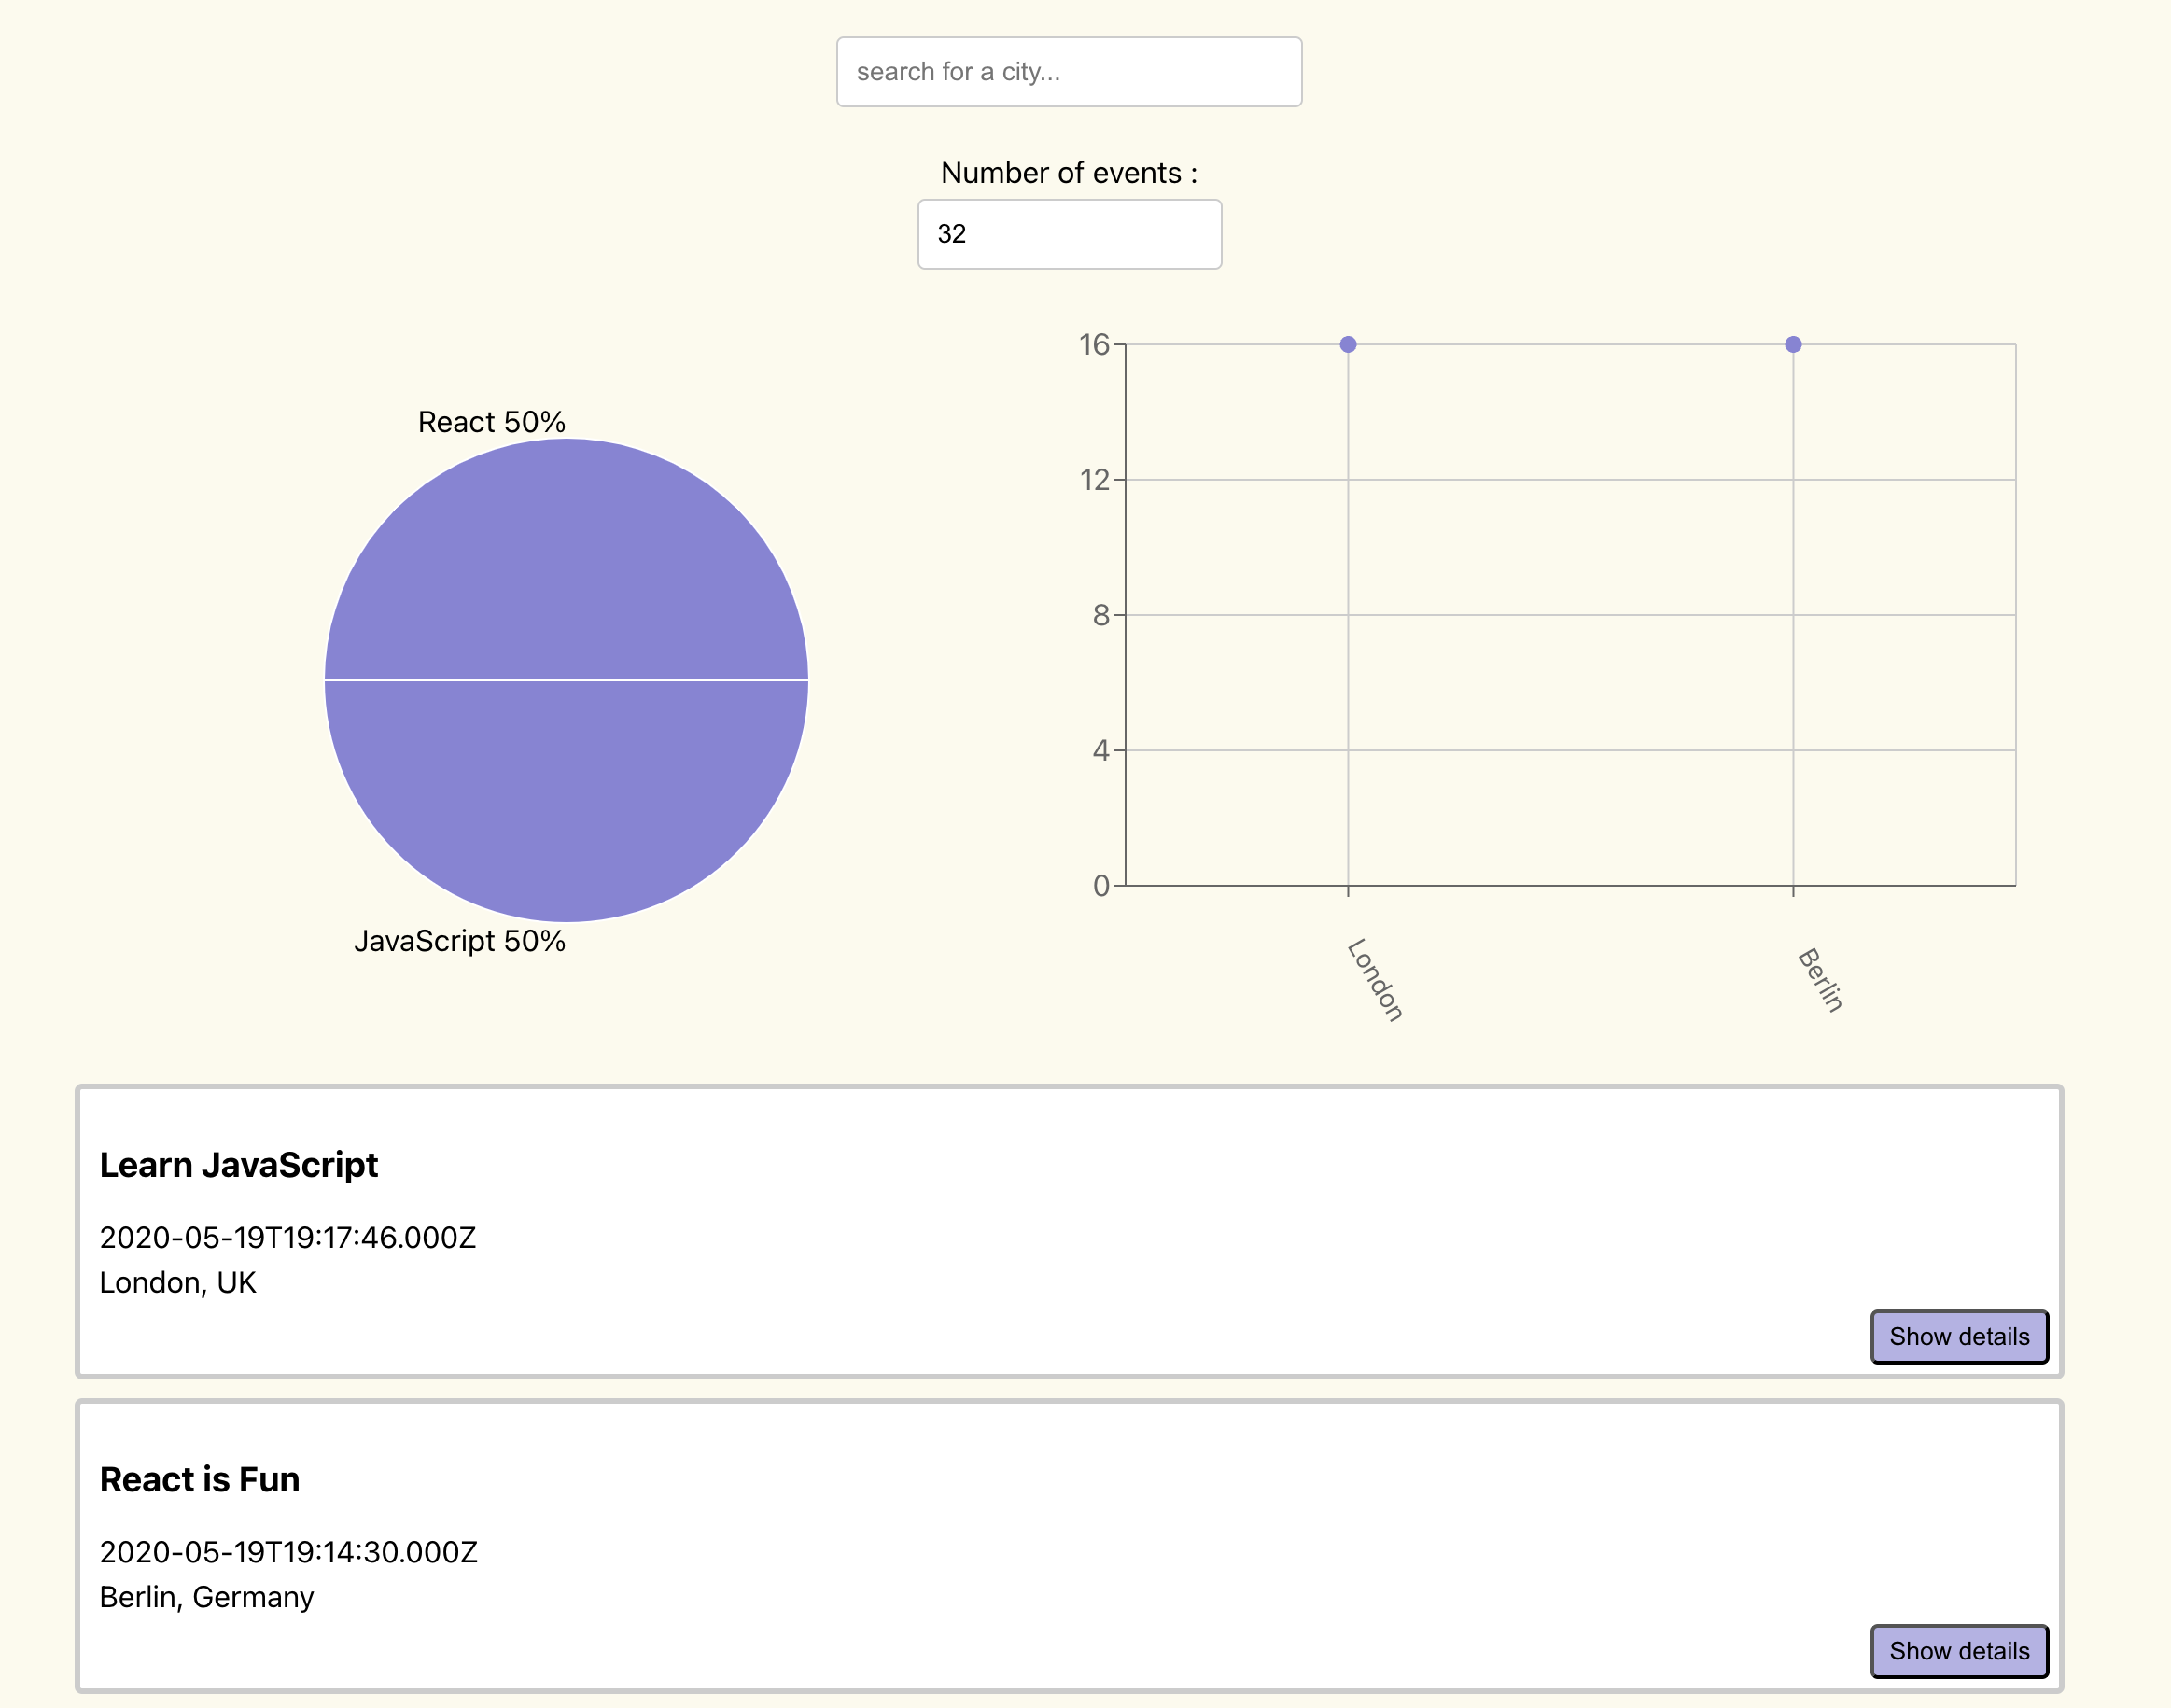 search for a city...
Number of events :
32
React 50%
JavaScript 50%
16
12
8
4
0
London
Berlin
Learn JavaScript
2020-05-19T19:17:46.000Z
London, UK
Show details
React is Fun
2020-05-19T19:14:30.000Z
Berlin, Germany
Show details